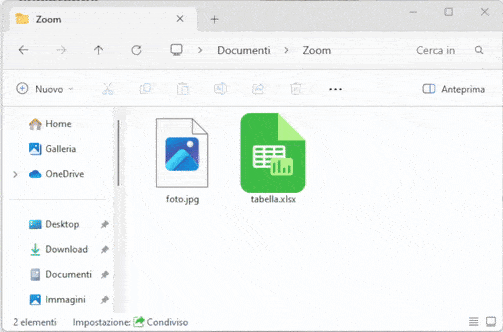 Zoom
Documenti
Zoom
Cerca in
Nuovo
Anteprima
Home
Galleria
OneDrive
Desktop
Download
Documenti
Immagini
foto.jpg
tabella.xlsx
2 elementi
Impostazione:
Condiviso